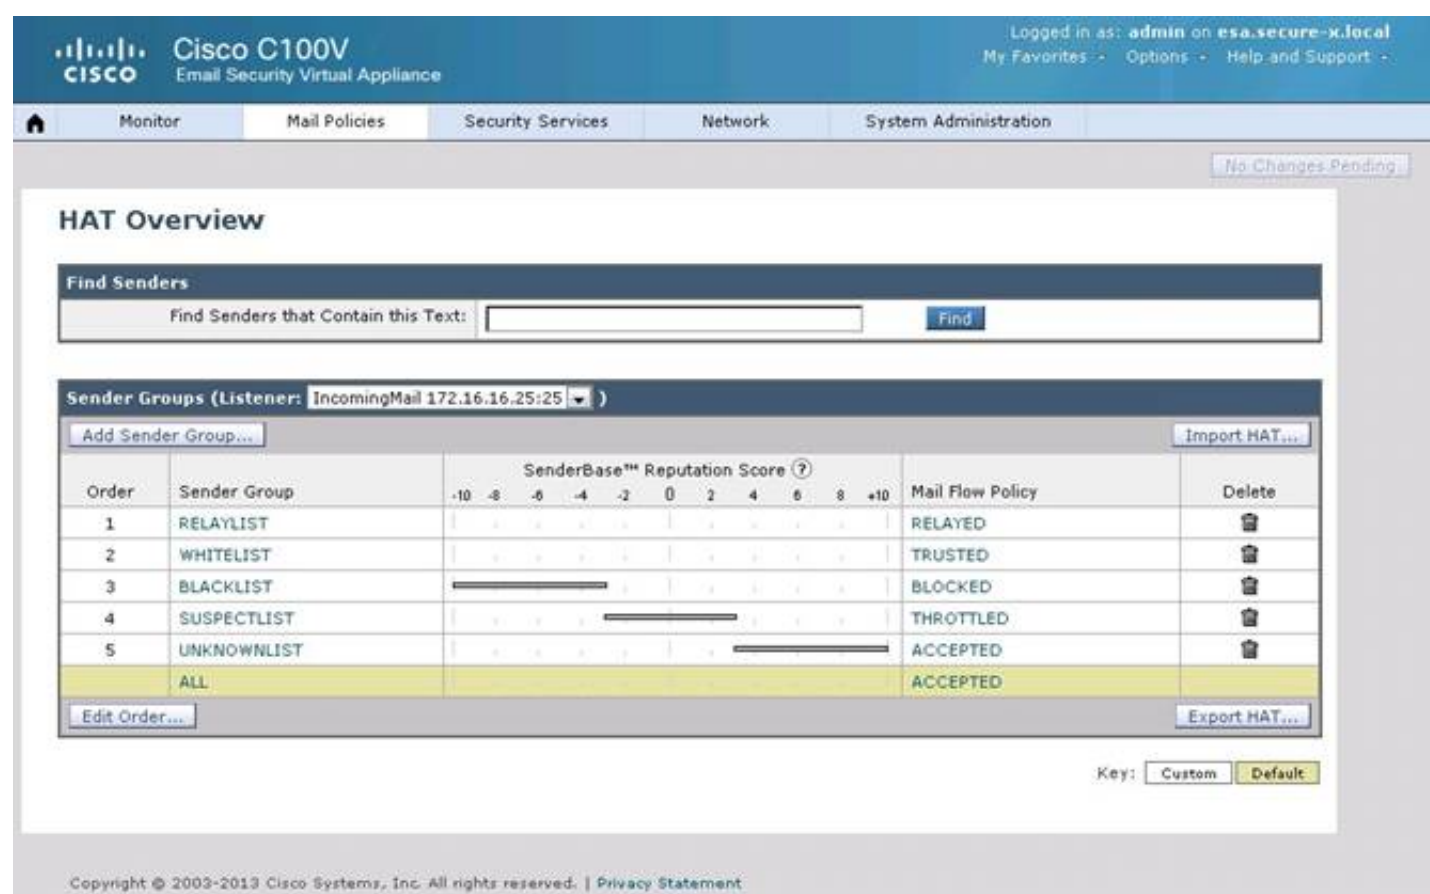 Logged in as: admin on esa.secure-x.local
CISCO
Cisco C100V
Email Security Virtual Appliance
My Favorites Options Help and Support
Monitor Mail Policies Security Services Network System Administration
No Changes Pending
HAT Overview
Find Senders
Find Senders that Contain this Text: Find
Sender Groups (Listener: IncomingMail 172.16.16.25:25 )
Add Sender Group... Import HAT...
SenderBase™ Reputation Score ?
Order Sender Group -10 -8 -6 -4 -2 0 2 4 6 8 +10 Mail Flow Policy Delete
1 RELAYLIST RELAYED
2 WHITELIST TRUSTED
3 BLACKLIST BLOCKED
4 SUSPECTLIST THROTTLED
5 UNKNOWNLIST ACCEPTED
ALL ACCEPTED
Edit Order... Export HAT...
Key: Custom Default
Copyright © 2003-2013 Cisco Systems, Inc. All rights reserved. | Privacy Statement